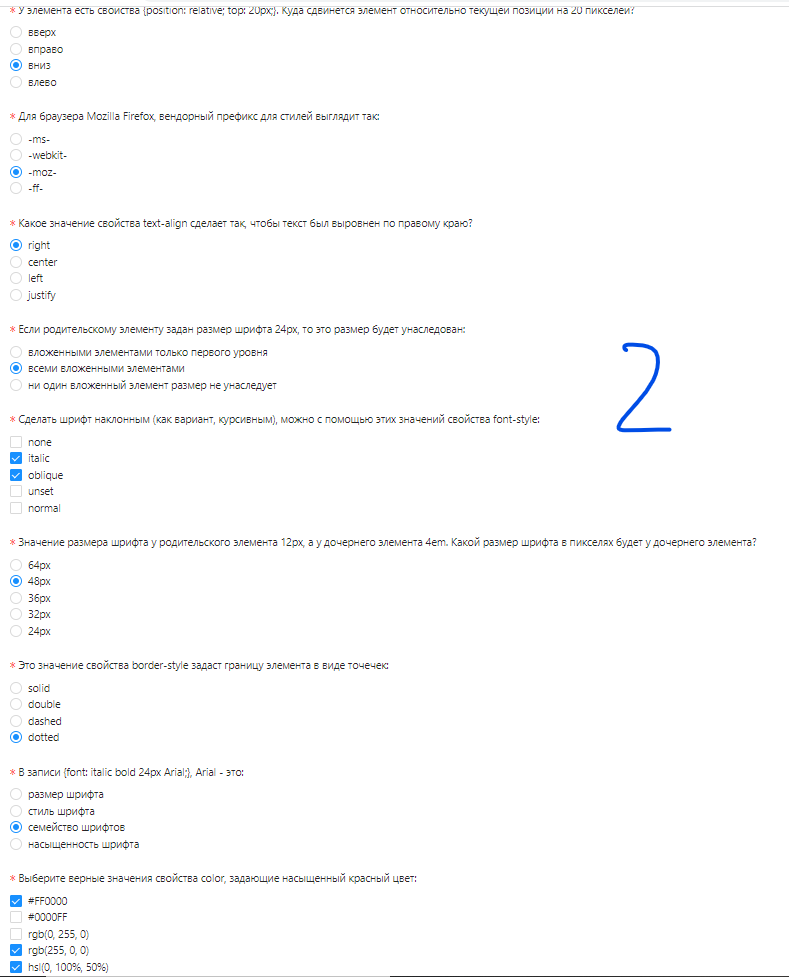 * У элемента есть свойства {position: relative; top: 20px;}. Куда сдвинется элемент относительно текущей позиции на 20 пикселей?
вверх
вправо
вниз
влево
* Для браузера Mozilla Firefox, вендорный префикс для стилей выглядит так:
-ms-
-webkit-
-moz-
-ff-
* Какое значение свойства text-align сделает так, чтобы текст был выровнен по правому краю?
right
center
left
justify
* Если родительскому элементу задан размер шрифта 24px, то это размер будет унаследован:
вложенными элементами только первого уровня
всеми вложенными элементами
ни один вложенный элемент размер не унаследует
2
* Сделать шрифт наклонным (как вариант, курсивным), можно с помощью этих значений свойства font-style:
none
italic
oblique
unset
normal
* Значение размера шрифта у родительского элемента 12px, а у дочернего элемента 4em. Какой размер шрифта в пикселях будет у дочернего элемента?
64px
48px
36px
32px
24px
* Это значение свойства border-style задаст границу элемента в виде точечек:
solid
double
dashed
dotted
* В записи {font: italic bold 24px Arial;}, Arial - это:
размер шрифта
стиль шрифта
семейство шрифтов
насыщенность шрифта
* Выберите верные значения свойства color, задающие насыщенный красный цвет:
#FF0000
#0000FF
rgb(0, 255, 0)
rgb(255, 0, 0)
hsl(0, 100%, 50%)